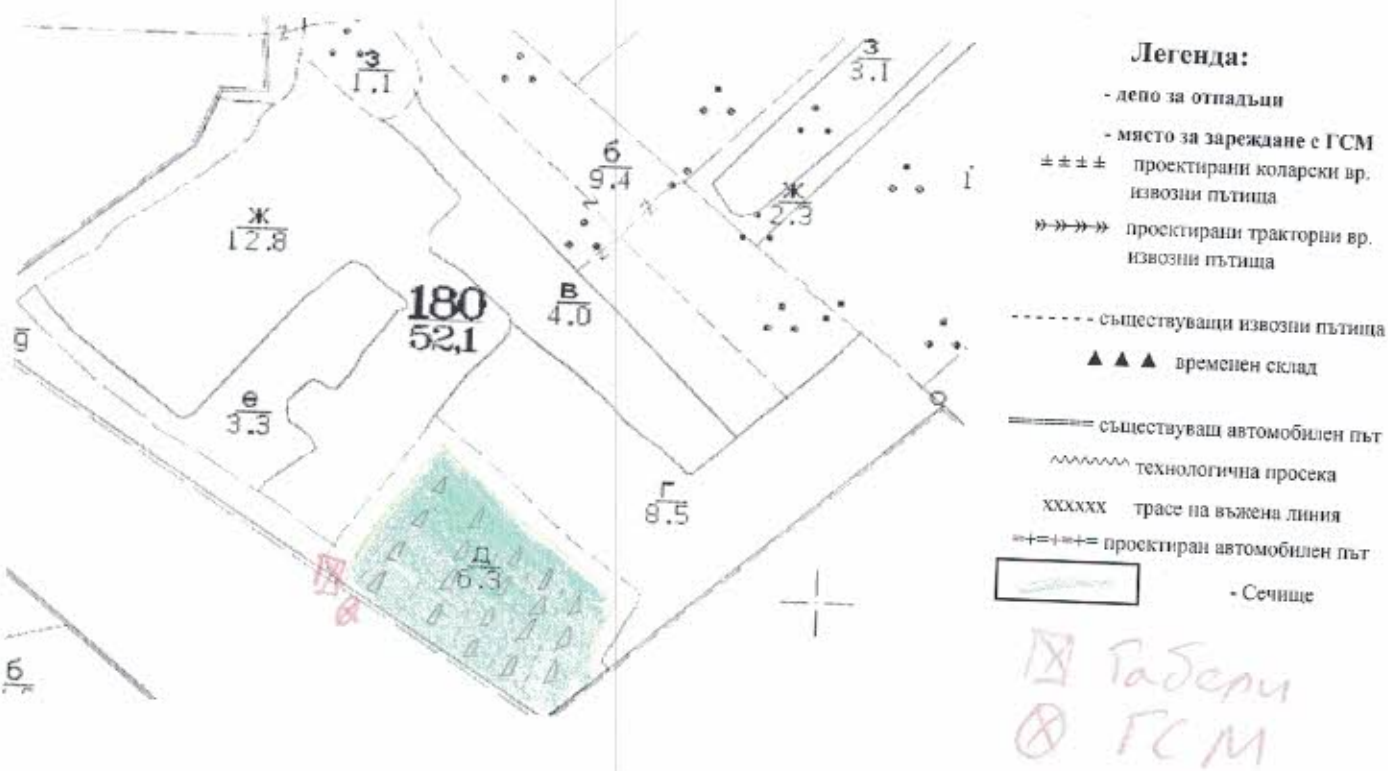 З
1.1
З
3.1
б
9.4
Ж
2.3
Ж
12.8
180
52,1
В
4.0
9
е
3.3
Г
8.5
Д
6.3
б
Легенда:
- депо за отпадъци
- място за зареждане с ГСМ
±±±± проектирани коларски вр.
извозни пътища
проектирани тракторни вр.
извозни пътища
съществуващи извозни пътища
временен склад
съществуващ автомобилен път
технологична просека
xxxxxx трасе на въжена линия
проектиран автомобилен път
- Сечище
Табели
ГСМ